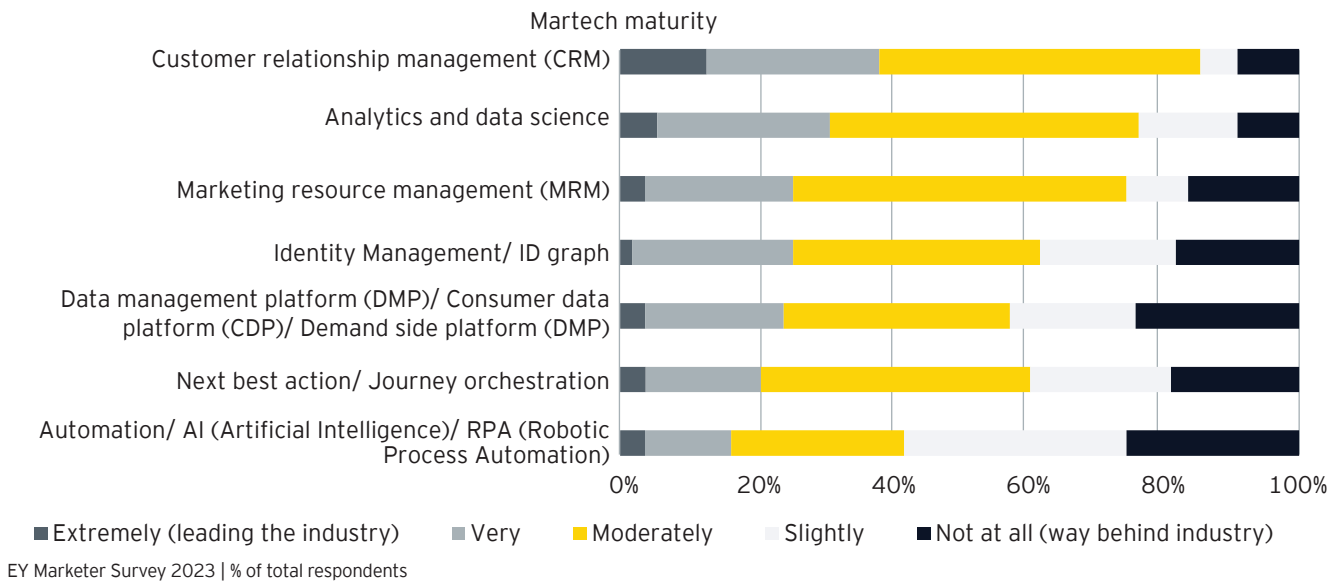 Martech maturity
Customer relationship management (CRM)
Analytics and data science
Marketing resource management (MRM)
Identity Management/ ID graph
Data management platform (DMP)/ Consumer data
platform (CDP)/ Demand side platform (DMP)
Next best action/ Journey orchestration
Automation/ AI (Artificial Intelligence)/ RPA (Robotic
Process Automation)
0% 20% 40% 60% 80% 100%
Extremely (leading the industry) Very Moderately Slightly Not at all (way behind industry)
EY Marketer Survey 2023 | % of total respondents